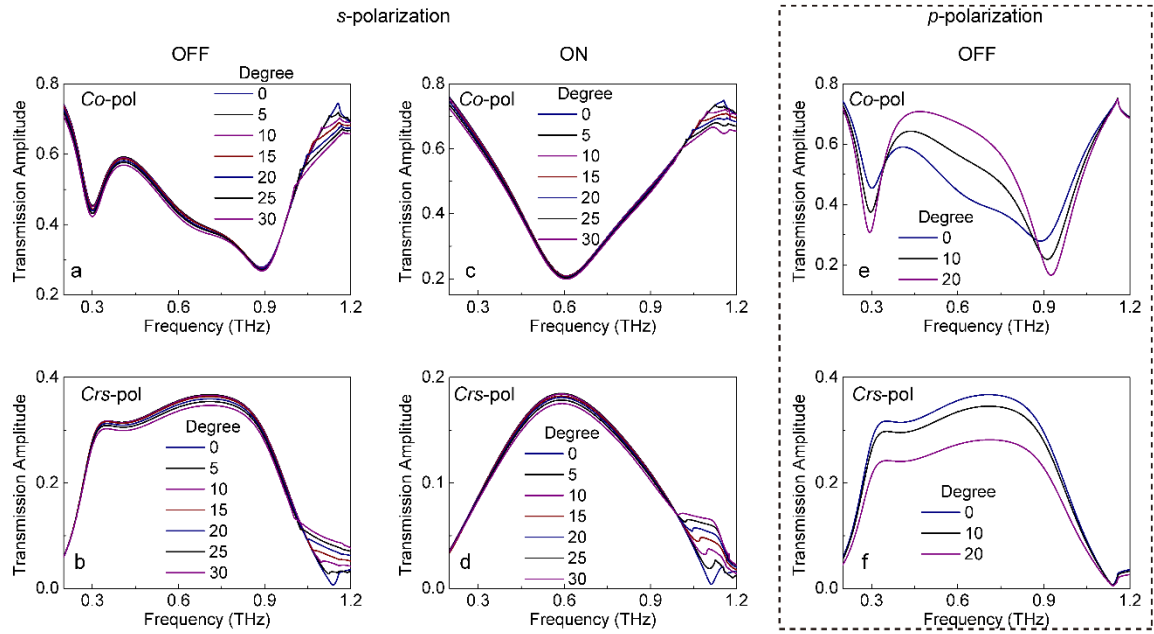 s-polarization
p-polarization
OFF
ON
OFF
Transmission Amplitude
0.8
0.6
0.4
0.2
Co-pol
Degree
0
5
10
15
20
25
30
a
0.3
0.6
0.9
1.2
Frequency (THz)
Transmission Amplitude
0.8
0.6
0.4
0.2
Co-pol
Degree
0
5
10
15
20
25
30
c
0.3
0.6
0.9
1.2
Frequency (THz)
Transmission Amplitude
0.8
0.6
0.4
0.2
Co-pol
Degree
0
10
20
e
0.3
0.6
0.9
1.2
Frequency (THz)
Transmission Amplitude
0.4
0.2
0.0
Crs-pol
Degree
0
5
10
15
20
25
30
b
0.3
0.6
0.9
1.2
Frequency (THz)
Transmission Amplitude
0.2
0.1
0.0
Crs-pol
Degree
0
5
10
15
20
25
30
d
0.3
0.6
0.9
1.2
Frequency (THz)
Transmission Amplitude
0.4
0.2
0.0
Crs-pol
Degree
0
10
20
f
0.3
0.6
0.9
1.2
Frequency (THz)